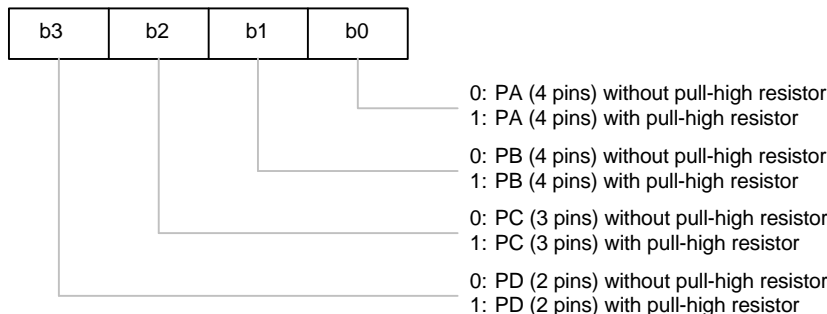 b3 b2 b1 b0
0: PA (4 pins) without pull-high resistor
1: PA (4 pins) with pull-high resistor
0: PB (4 pins) without pull-high resistor
1: PB (4 pins) with pull-high resistor
0: PC (3 pins) without pull-high resistor
1: PC (3 pins) with pull-high resistor
0: PD (2 pins) without pull-high resistor
1: PD (2 pins) with pull-high resistor